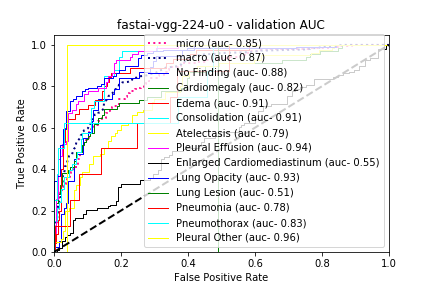 fastai-vgg-224-u0 - validation AUC
micro (auc- 0.85)
macro (auc- 0.87)
No Finding (auc- 0.88)
Cardiomegaly (auc- 0.82)
Edema (auc- 0.91)
Consolidation (auc- 0.91)
Atelectasis (auc- 0.79)
Pleural Effusion (auc- 0.94)
Enlarged Cardiomediastinum (auc- 0.55)
Lung Opacity (auc- 0.93)
Lung Lesion (auc- 0.51)
Pneumonia (auc- 0.78)
Pneumothorax (auc- 0.83)
Pleural Other (auc- 0.96)
True Positive Rate
1.0
0.8
0.6
0.4
0.2
0.0
0.0 0.2 0.4 0.6 0.8 1.0
False Positive Rate